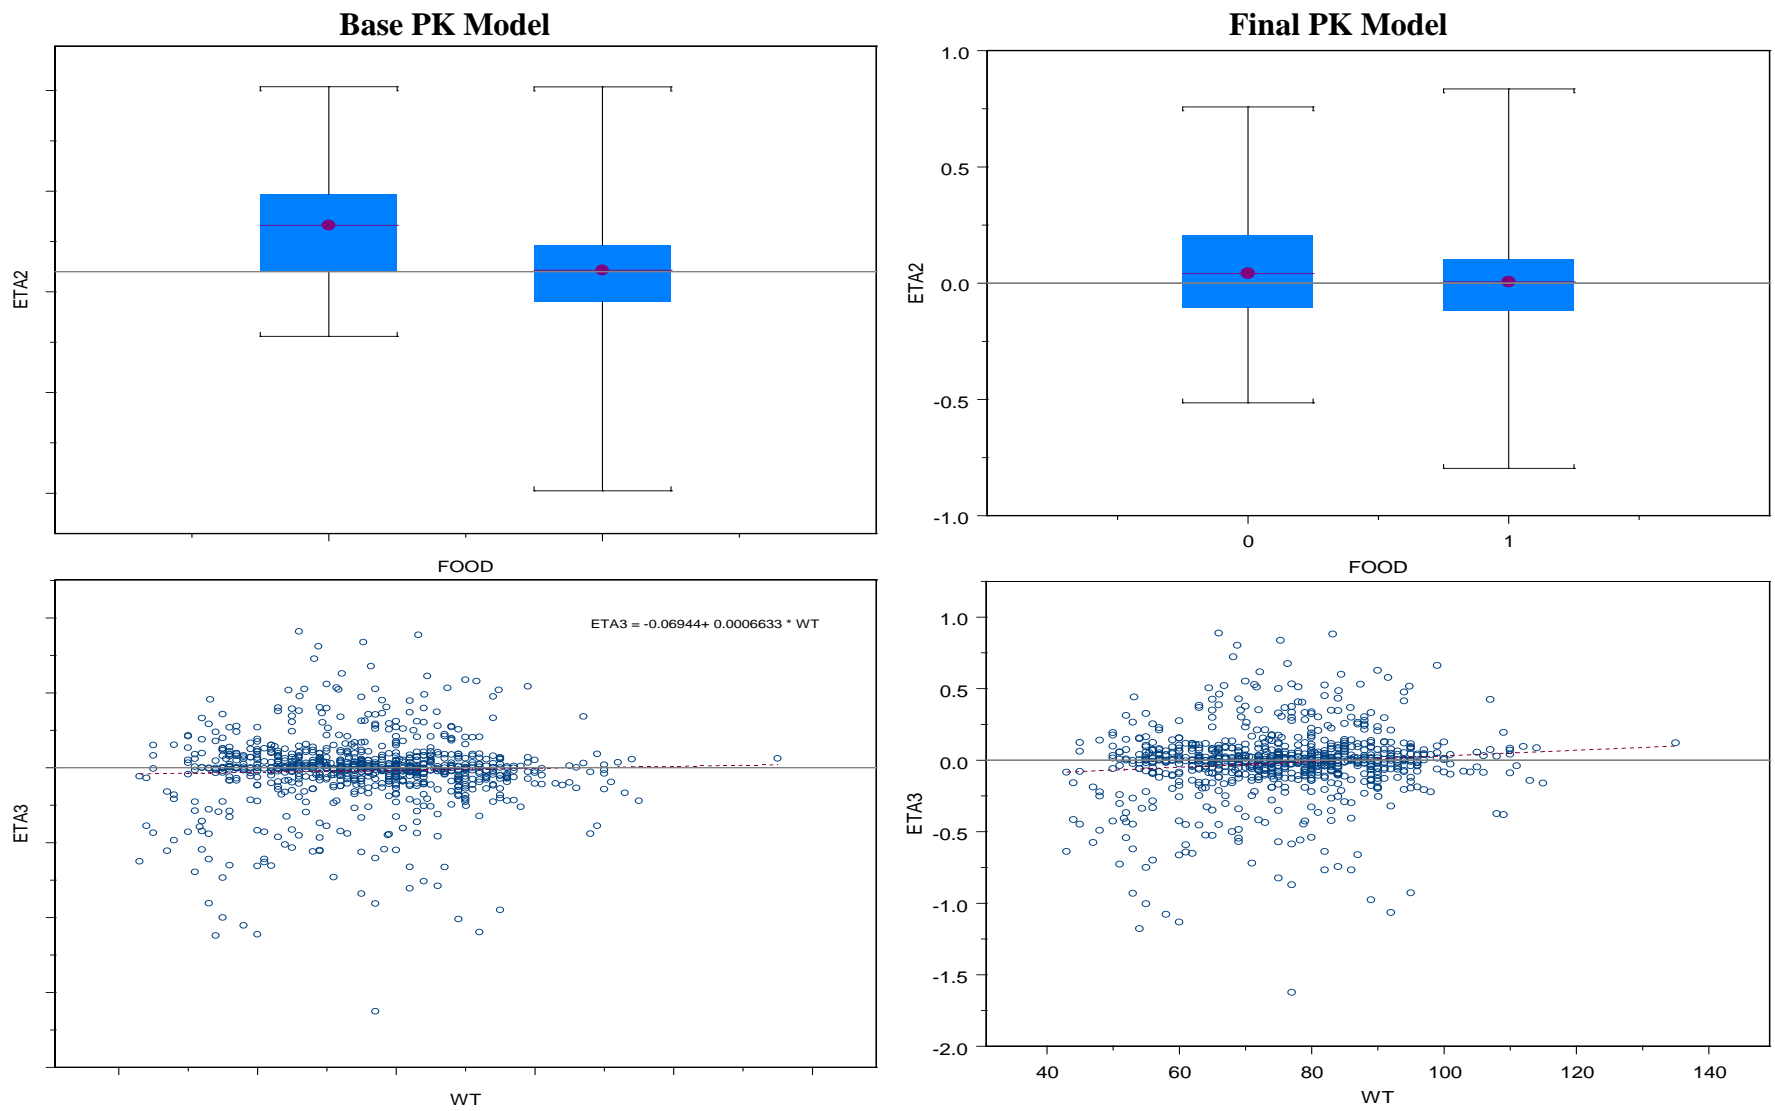 Base PK Model
Final PK Model
ETA2
FOOD
1.0
0.5
0.0
-0.5
-1.0
ETA2
0 1
FOOD
ETA3 = -0.06944+ 0.0006633 * WT
ETA3
WT
1.0
0.5
0.0
-0.5
-1.0
-1.5
-2.0
ETA3
40 60 80 100 120 140
WT